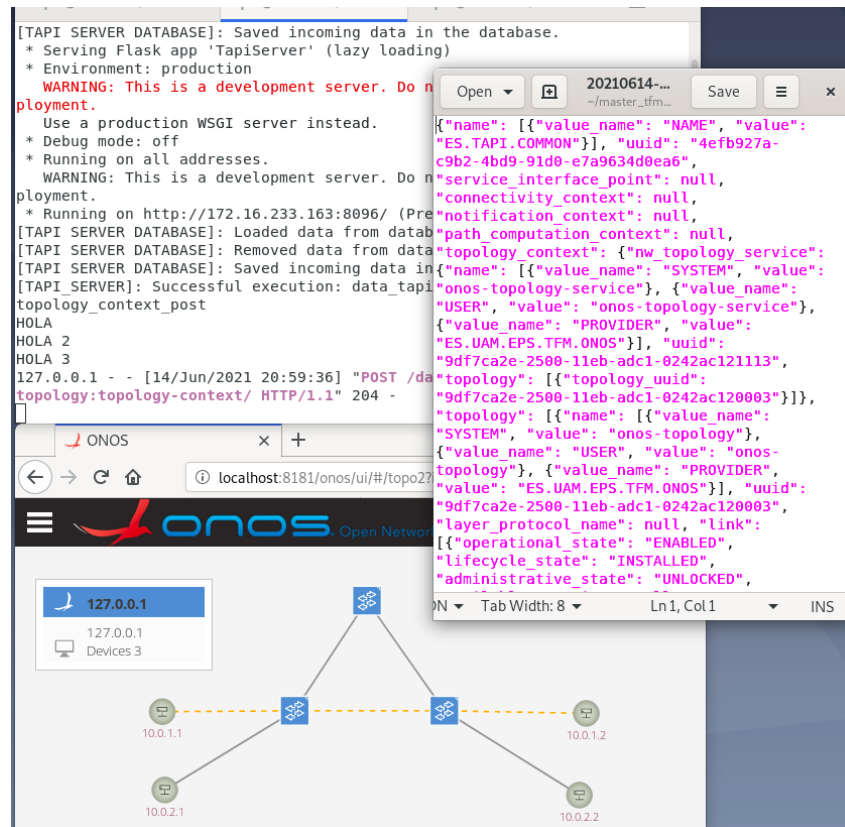 [TAPI SERVER DATABASE]: Saved incoming data in the database.
* Serving Flask app 'TapiServer' (lazy loading)
* Environment: production
WARNING: This is a development server. Do n
ployment.
Use a production WSGI server instead.
* Debug mode: off
* Running on all addresses.
WARNING: This is a development server. Do n
ployment.
* Running on http://172.16.233.163:8096/ (Pre
[TAPI SERVER DATABASE]: Loaded data from datab
[TAPI SERVER DATABASE]: Removed data from data
[TAPI SERVER DATABASE]: Saved incoming data in
[TAPI_SERVER]: Successful execution: data_tapi
topology_context_post
HOLA
HOLA 2
HOLA 3
127.0.0.1 - - [14/Jun/2021 20:59:36] "POST /da
topology:topology-context/ HTTP/1.1" 204 -
Open
20210614-...
~/master_tfm...
Save
{"name": [{"value_name": "NAME", "value":
"ES.TAPI.COMMON"}], "uuid": "4efb927a-
c9b2-4bd9-91d0-e7a9634d0ea6",
"service_interface_point": null,
"connectivity_context": null,
"notification_context": null,
"path_computation_context": null,
"topology_context": {"nw_topology_service":
{"name": [{"value_name": "SYSTEM", "value":
"onos-topology-service"}, {"value_name":
"USER", "value": "onos-topology-service"},
{"value_name": "PROVIDER", "value":
"ES.UAM.EPS.TFM.ONOS"}], "uuid":
"9df7ca2e-2500-11eb-adc1-0242ac121113",
"topology": [{"topology_uuid":
"9df7ca2e-2500-11eb-adc1-0242ac120003"}]},
"topology": [{"name": [{"value_name":
"SYSTEM", "value": "onos-topology"},
{"value_name": "USER", "value": "onos-
topology"}, {"value_name": "PROVIDER",
"value": "ES.UAM.EPS.TFM.ONOS"}], "uuid":
"9df7ca2e-2500-11eb-adc1-0242ac120003",
"layer_protocol_name": null, "link":
[{"operational_state": "ENABLED",
"lifecycle_state": "INSTALLED",
"administrative_state": "UNLOCKED",
ON
Tab Width: 8
Ln 1, Col 1
INS
ONOS
localhost:8181/onos/ui/#/topo2?
onos. Open Networ
127.0.0.1
127.0.0.1
Devices 3
10.0.1.1
10.0.1.2
10.0.2.1
10.0.2.2